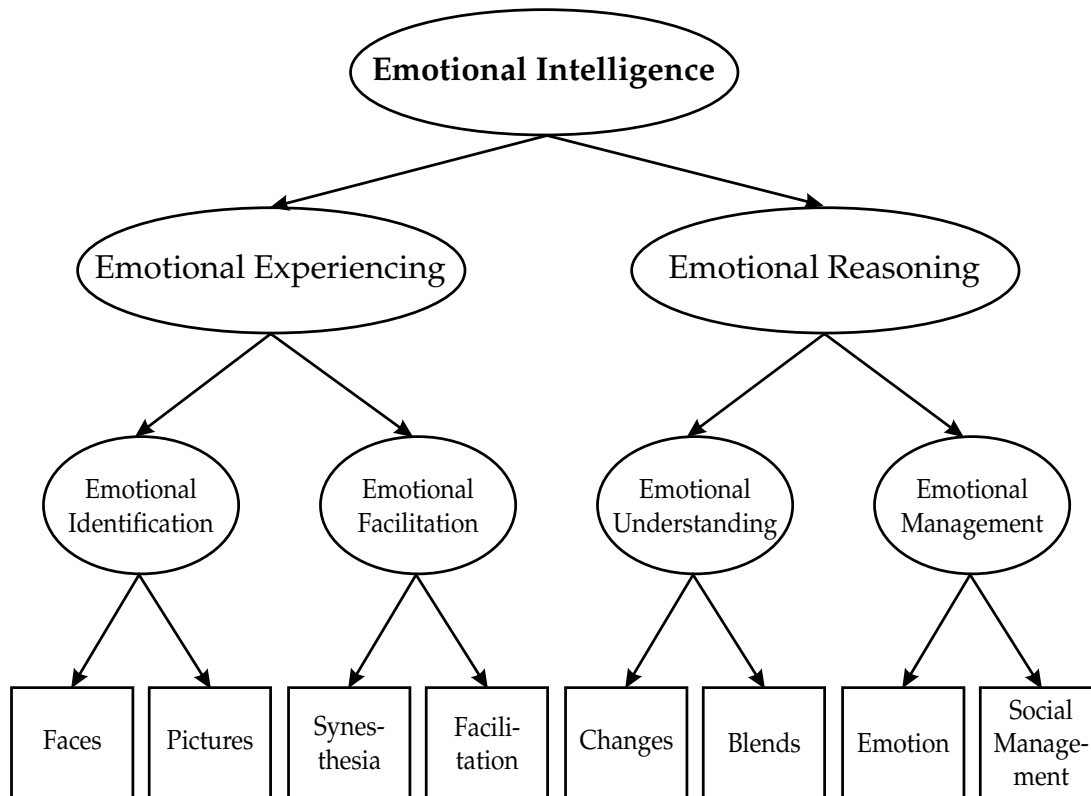 Emotional Intelligence
Emotional Experiencing
Emotional Reasoning
Emotional
Identification
Emotional
Facilitation
Emotional
Understanding
Emotional
Management
Faces
Pictures
Synes-
thesia
Facili-
tation
Changes
Blends
Emotion
Social
Manage-
ment